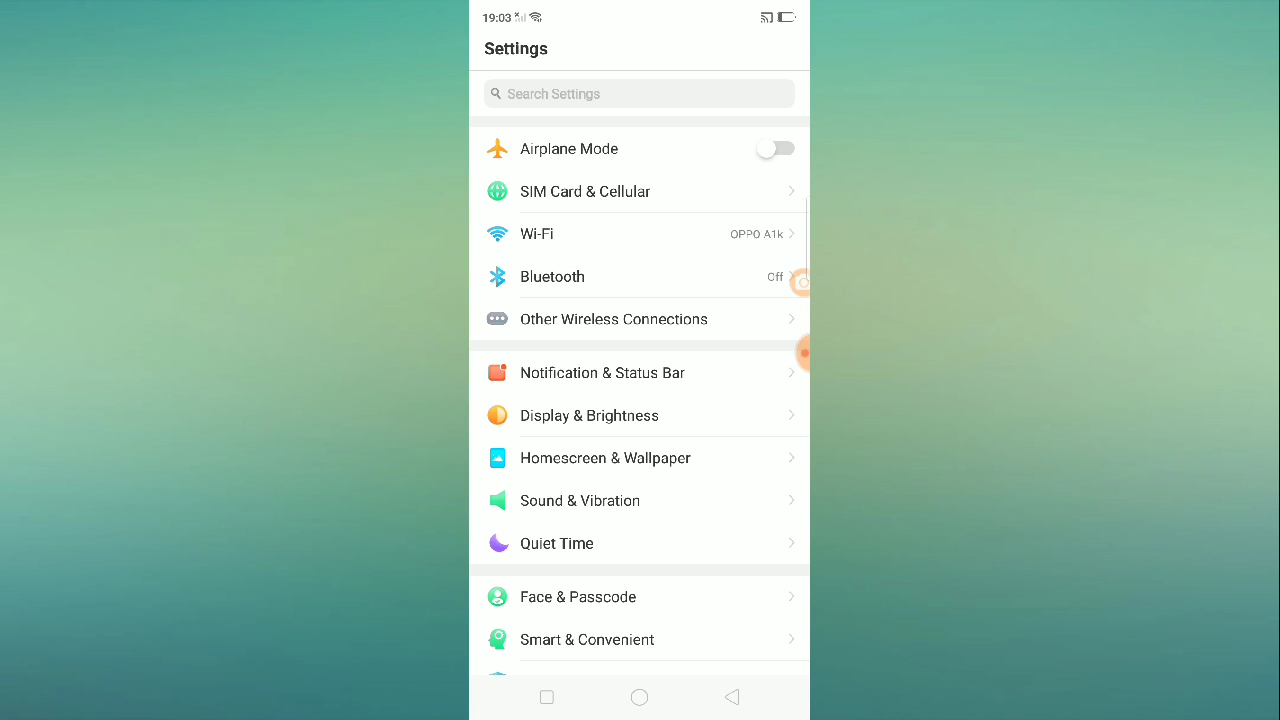 19:03
Settings
Search Settings
Airplane Mode
SIM Card & Cellular
Wi-Fi OPPO A1k
Bluetooth Off
Other Wireless Connections
Notification & Status Bar
Display & Brightness
Homescreen & Wallpaper
Sound & Vibration
Quiet Time
Face & Passcode
Smart & Convenient